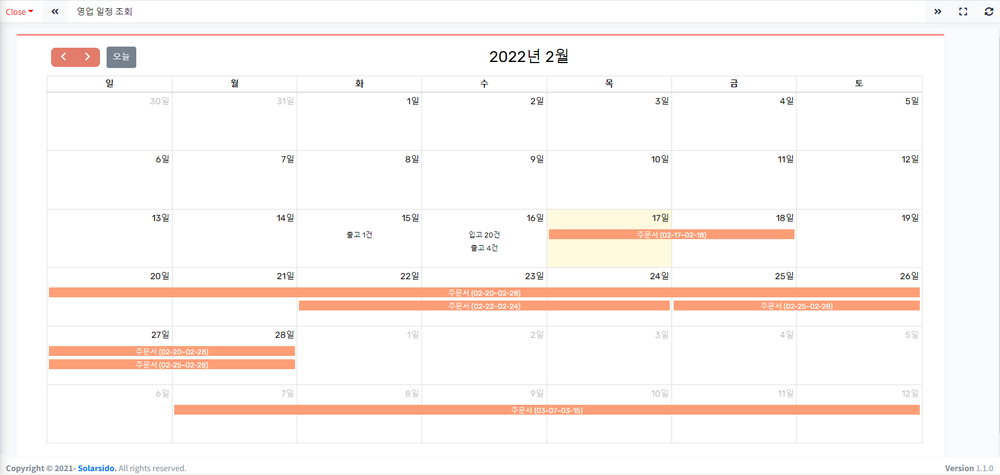 Close 영업 일정 조회
오늘 2022년 2월
일 월 화 수 목 금 토
30일 31일 1일 2일 3일 4일 5일
6일 7일 8일 9일 10일 11일 12일
13일 14일 15일 16일 17일 18일 19일
출고 1건 입고 20건 주문서 (02-17~02-18)
출고 4건
20일 21일 22일 23일 24일 25일 26일
주문서 (02-20~02-28)
주문서 (02-22~02-24) 주문서 (02-25~02-28)
27일 28일 1일 2일 3일 4일 5일
주문서 (02-20~02-28)
주문서 (02-25~02-28)
6일 7일 8일 9일 10일 11일 12일
주문서 (03-07~03-15)
Copyright © 2021- Solarsido. All rights reserved. Version 1.1.0